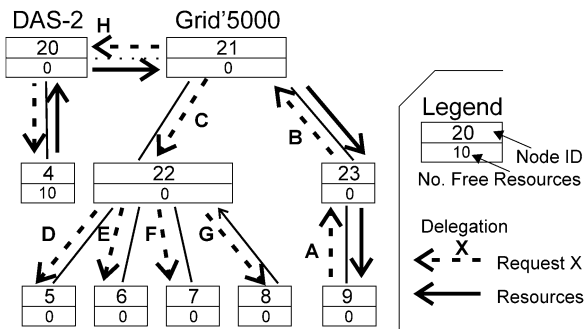 DAS-2
H
Grid'5000
20
0
21
0
C
B
4
10
22
0
23
0
D
E
F
G
A
5
0
6
0
7
0
8
0
9
0
Legend
20
10
Node ID
No. Free Resources
Delegation
X
Request X
Resources